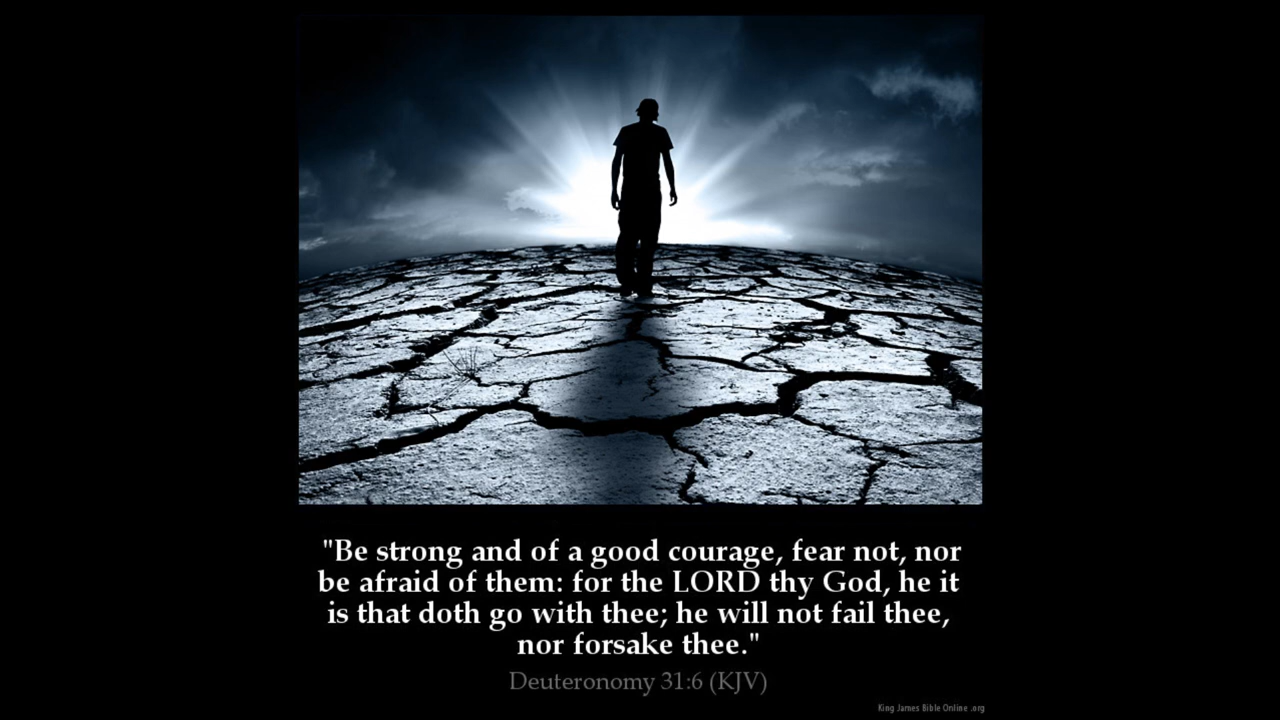 "Be strong and of a good courage, fear not, nor
be afraid of them: for the LORD thy God, he it
is that doth go with thee; he will not fail thee,
nor forsake thee."
Deuteronomy 31:6 (KJV)
King James Bible Online .org